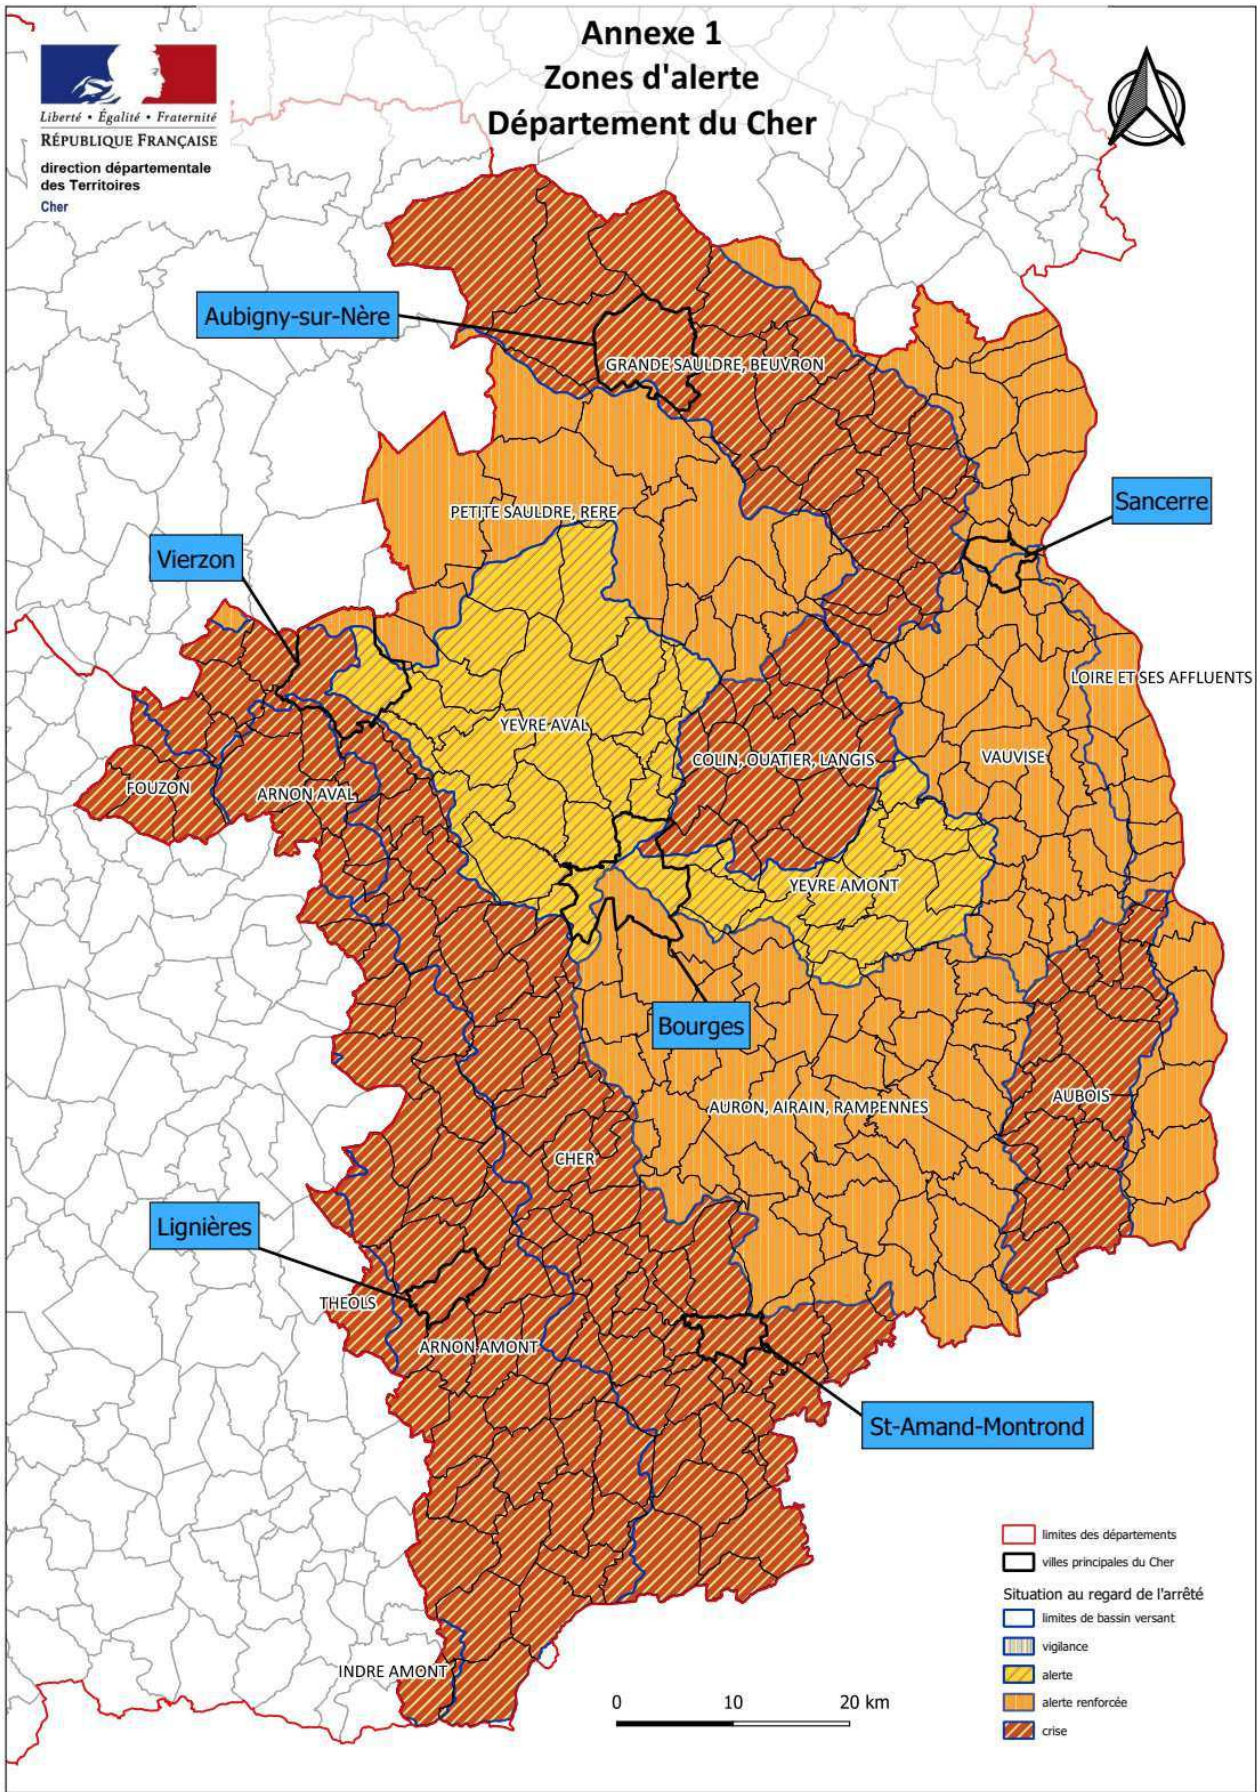 Annexe 1
Zones d'alerte
Département du Cher
Liberté • Égalité • Fraternité
RÉPUBLIQUE FRANÇAISE
direction départementale
des Territoires
Cher
Aubigny-sur-Nère
GRANDE SAULDRE, BEUVRON
Sancerre
PETITE SAULDRE, RERE
Vierzon
LOIRE ET SES AFFLUENTS
YEVRE AVAL
COLIN, OUATIER, LANGIS
VAUVISE
FOUZON
ARNON AVAL
YEVRE AMONT
Bourges
AUBOIS
AURON, AIRAIN, RAMPENNES
CHER
Lignières
THEOLS
ARNON AMONT
St-Amand-Montrond
INDRE AMONT
limites des départements
villes principales du Cher
Situation au regard de l'arrêté
limites de bassin versant
vigilance
alerte
alerte renforcée
crise
0 10 20 km